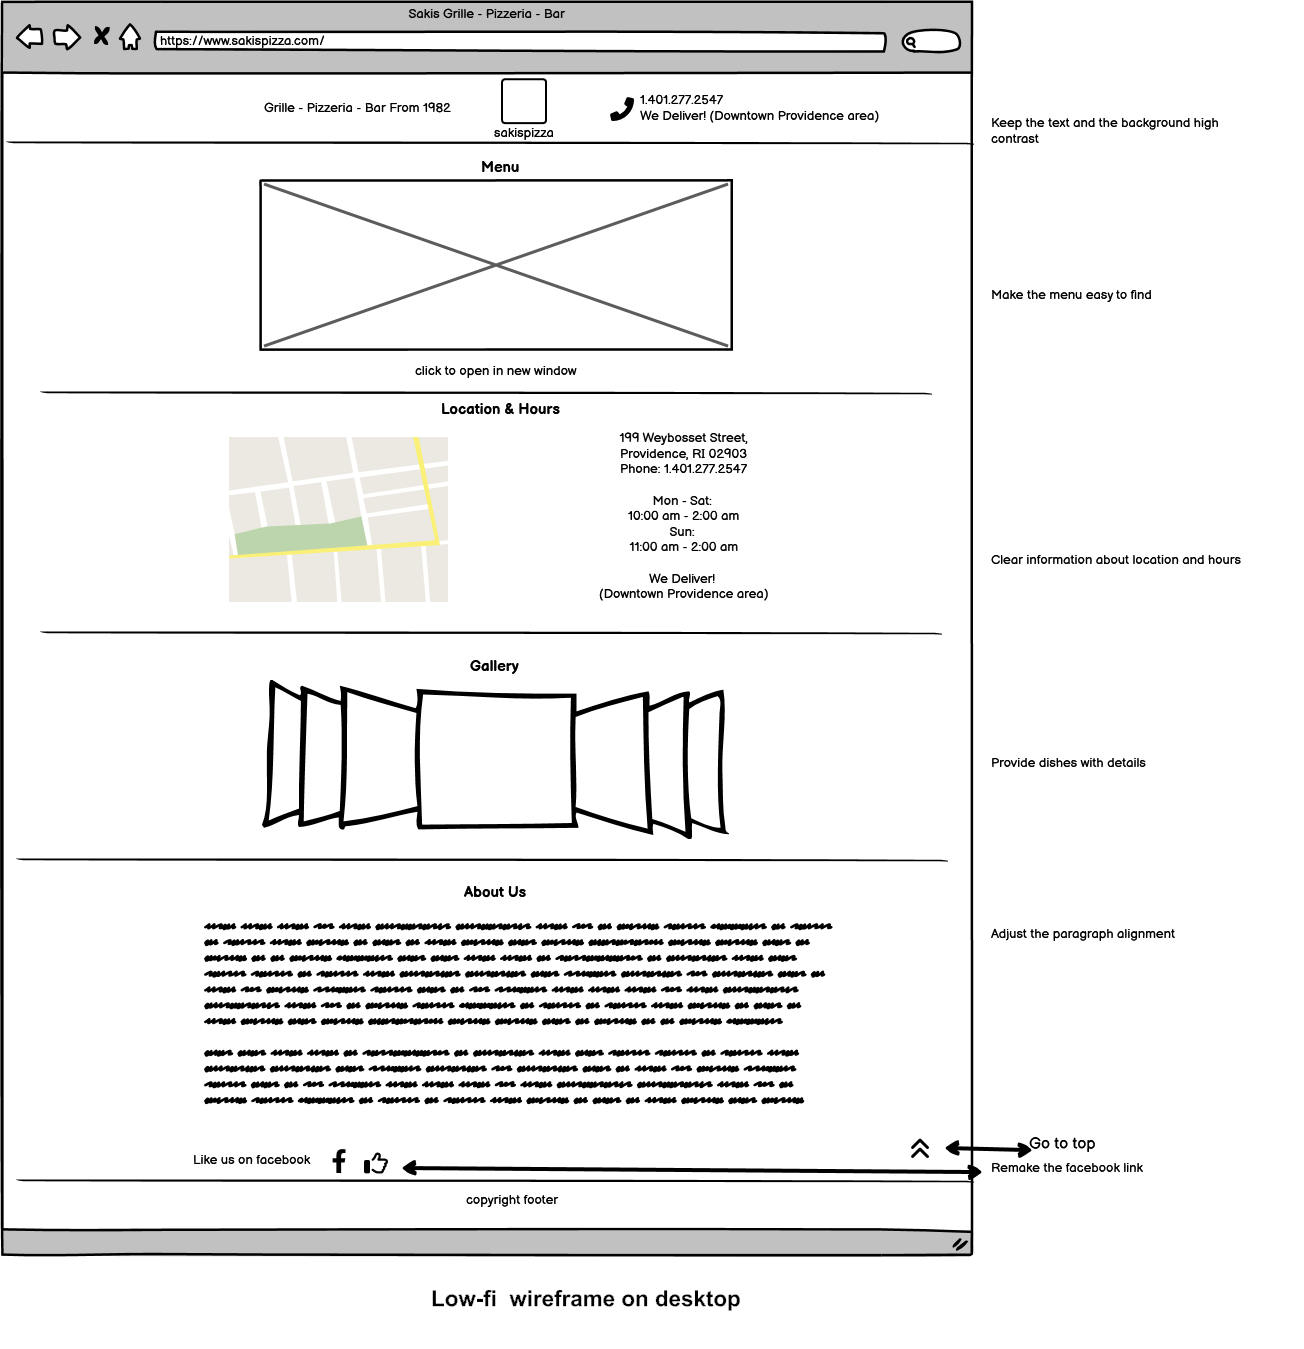 Sakis Grille - Pizzeria - Bar
https://www.sakispizza.com/
Grille - Pizzeria - Bar From 1982
sakispizza
1.401.277.2547
We Deliver! (Downtown Providence area)
Keep the text and the background high
contrast
Menu
Make the menu easy to find
click to open in new window
Location & Hours
199 Weybosset Street,
Providence, RI 02903
Phone: 1.401.277.2547
Mon - Sat:
10:00 am - 2:00 am
Sun:
11:00 am - 2:00 am
We Deliver!
(Downtown Providence area)
Clear information about location and hours
Gallery
Provide dishes with details
About Us
Adjust the paragraph alignment
Go to top
Like us on facebook
Remake the facebook link
copyright footer
Low-fi wireframe on desktop